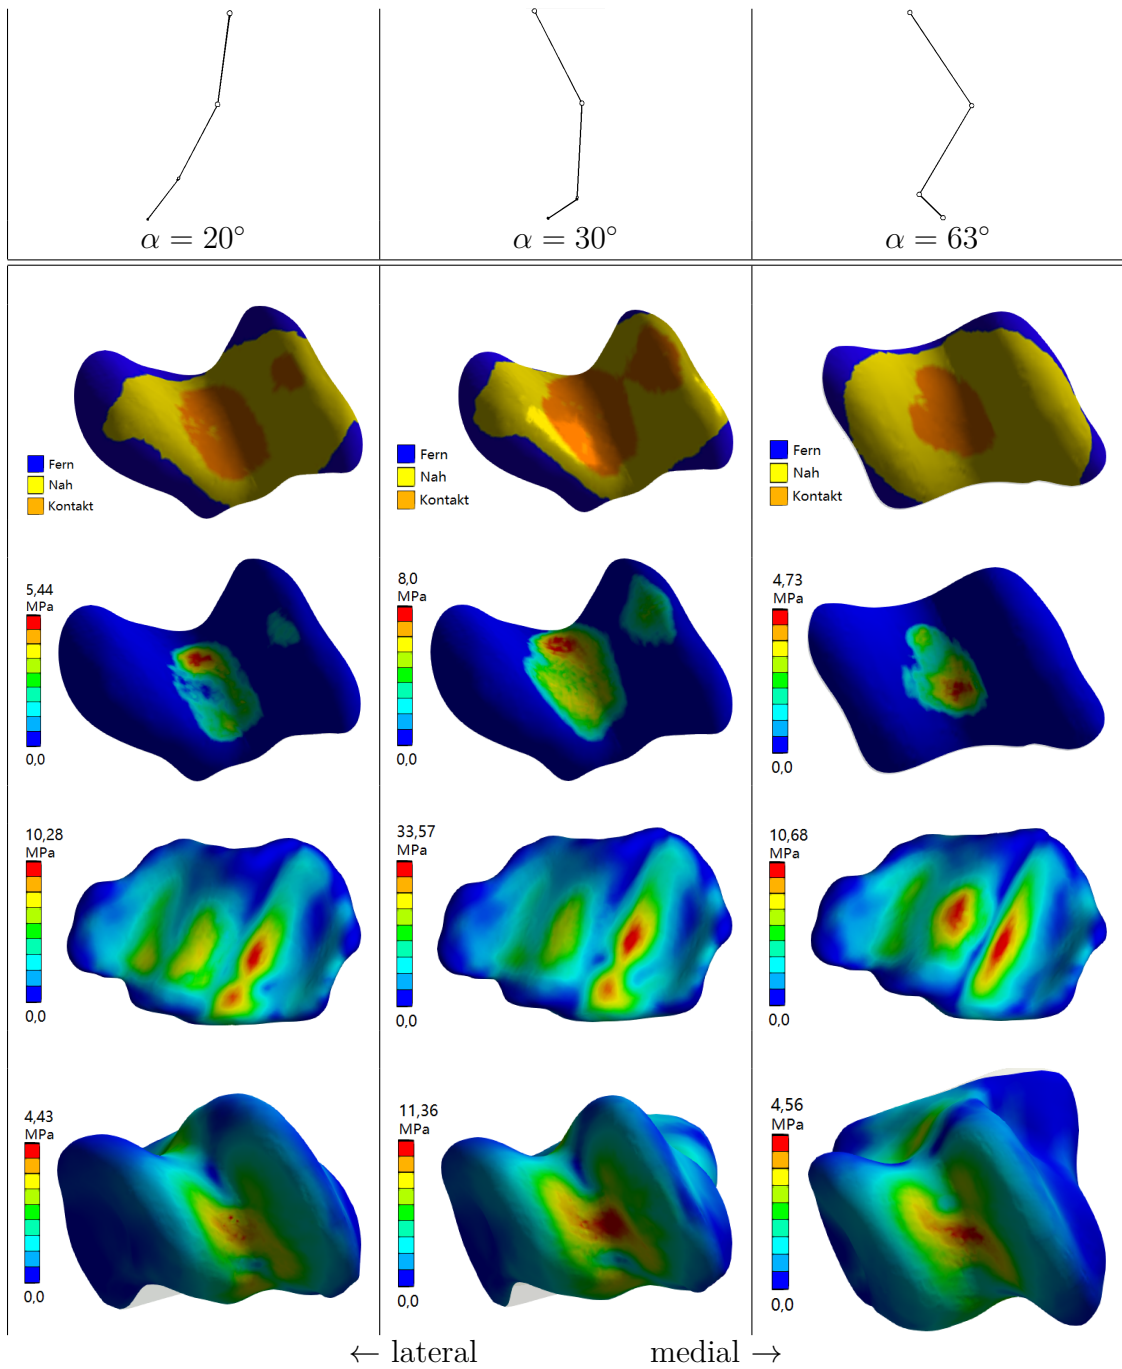 α = 20°
α = 30°
α = 63°
Fern
Nah
Kontakt
Fern
Nah
Kontakt
Fern
Nah
Kontakt
5,44
MPa
0,0
8,0
MPa
0,0
4,73
MPa
0,0
10,28
MPa
0,0
33,57
MPa
0,0
10,68
MPa
0,0
4,43
MPa
0,0
11,36
MPa
0,0
4,56
MPa
0,0
← lateral
medial →